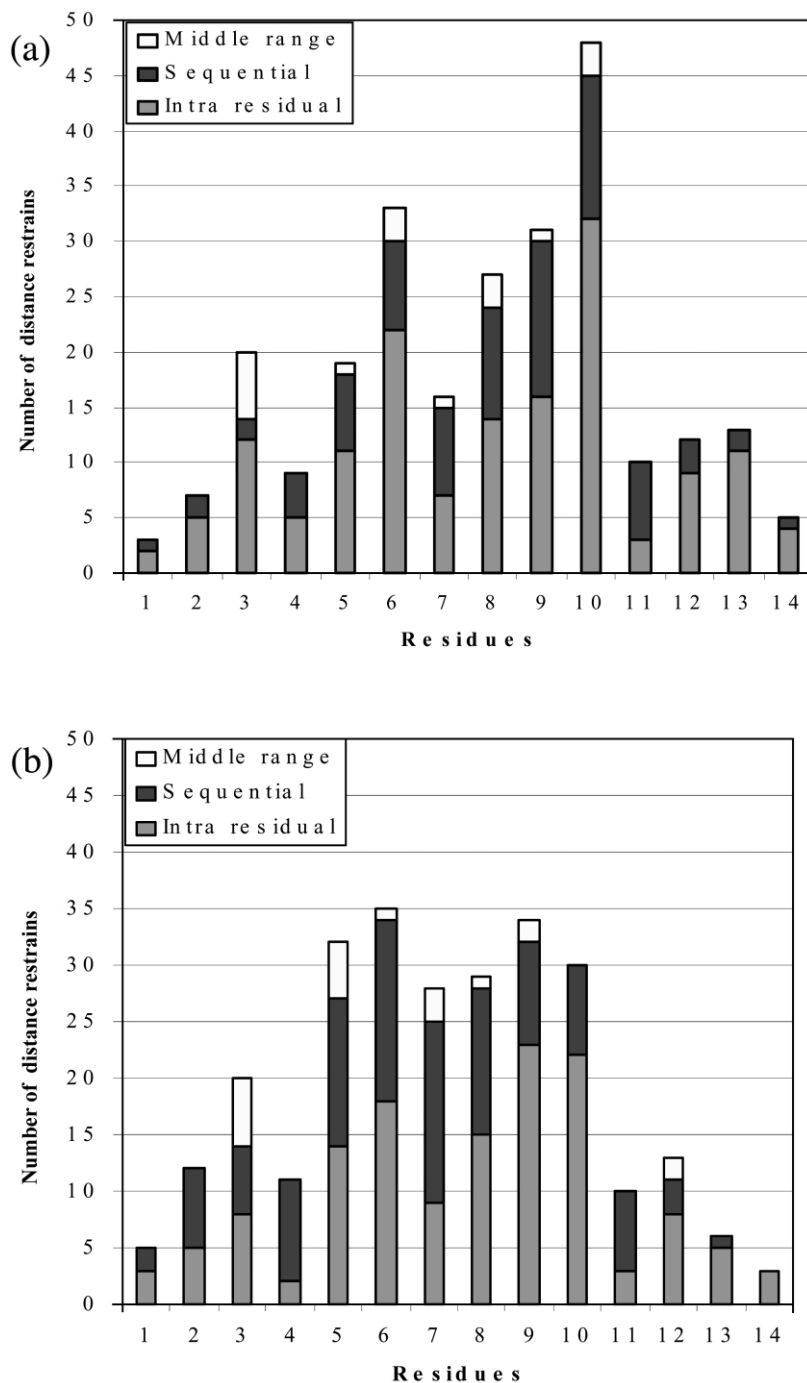 (a)
Middle range
Sequential
Intra residual
Number of distance restrains
50
45
40
35
30
25
20
15
10
5
0
1 2 3 4 5 6 7 8 9 10 11 12 13 14
Residues
(b)
Middle range
Sequential
Intra residual
Number of distance restrains
50
45
40
35
30
25
20
15
10
5
0
1 2 3 4 5 6 7 8 9 10 11 12 13 14
Residues